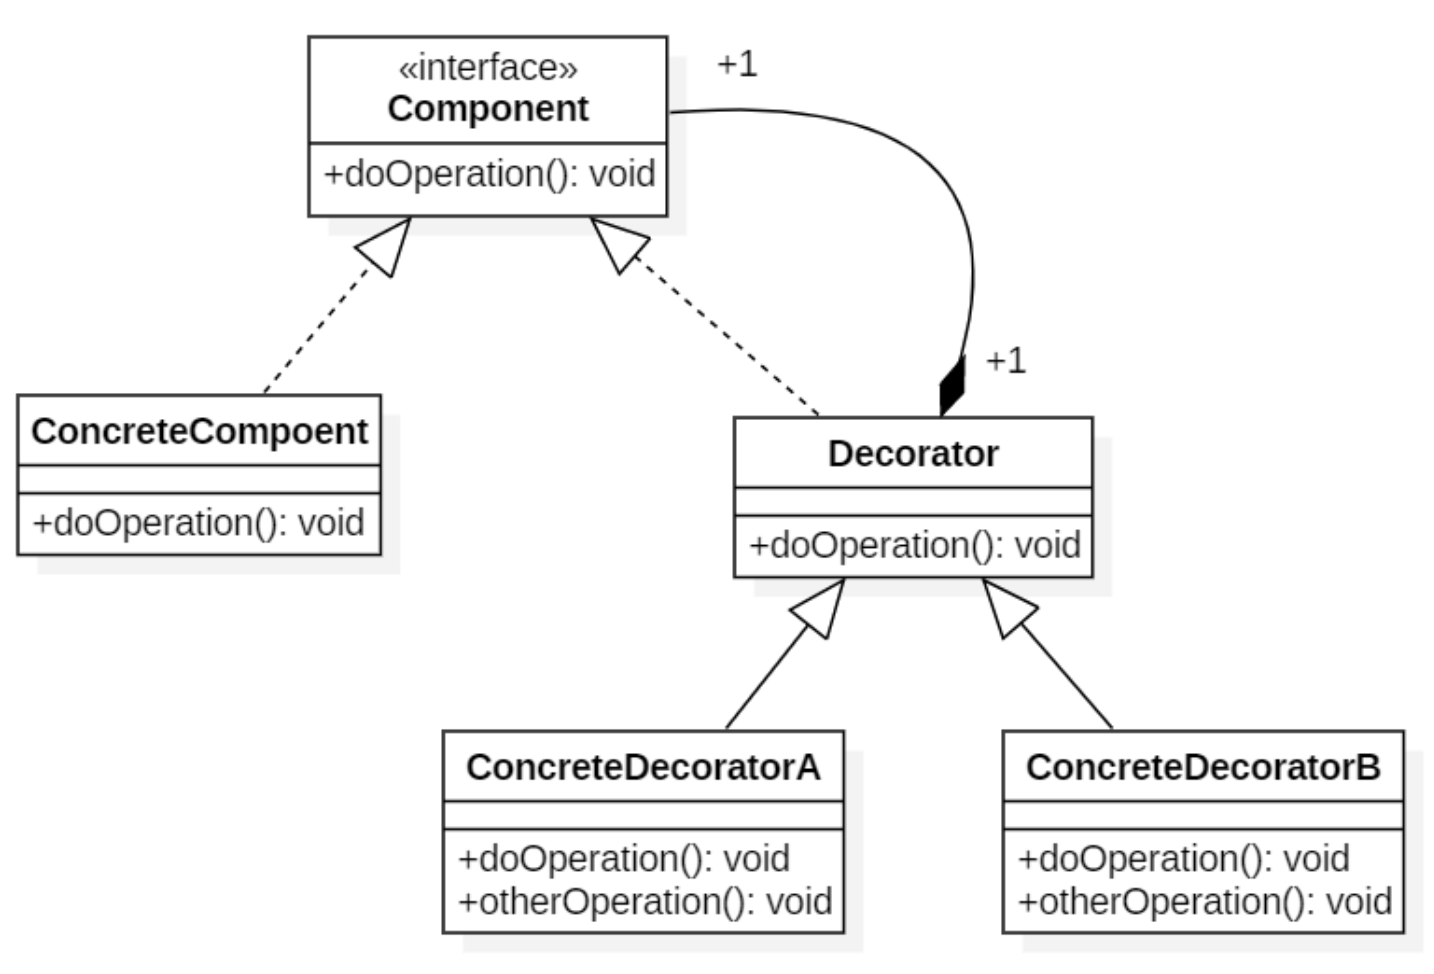 «interface»
Component
+doOperation(): void
+1
+1
ConcreteCompoent
+doOperation(): void
Decorator
+doOperation(): void
ConcreteDecoratorA
+doOperation(): void
+otherOperation(): void
ConcreteDecoratorB
+doOperation(): void
+otherOperation(): void